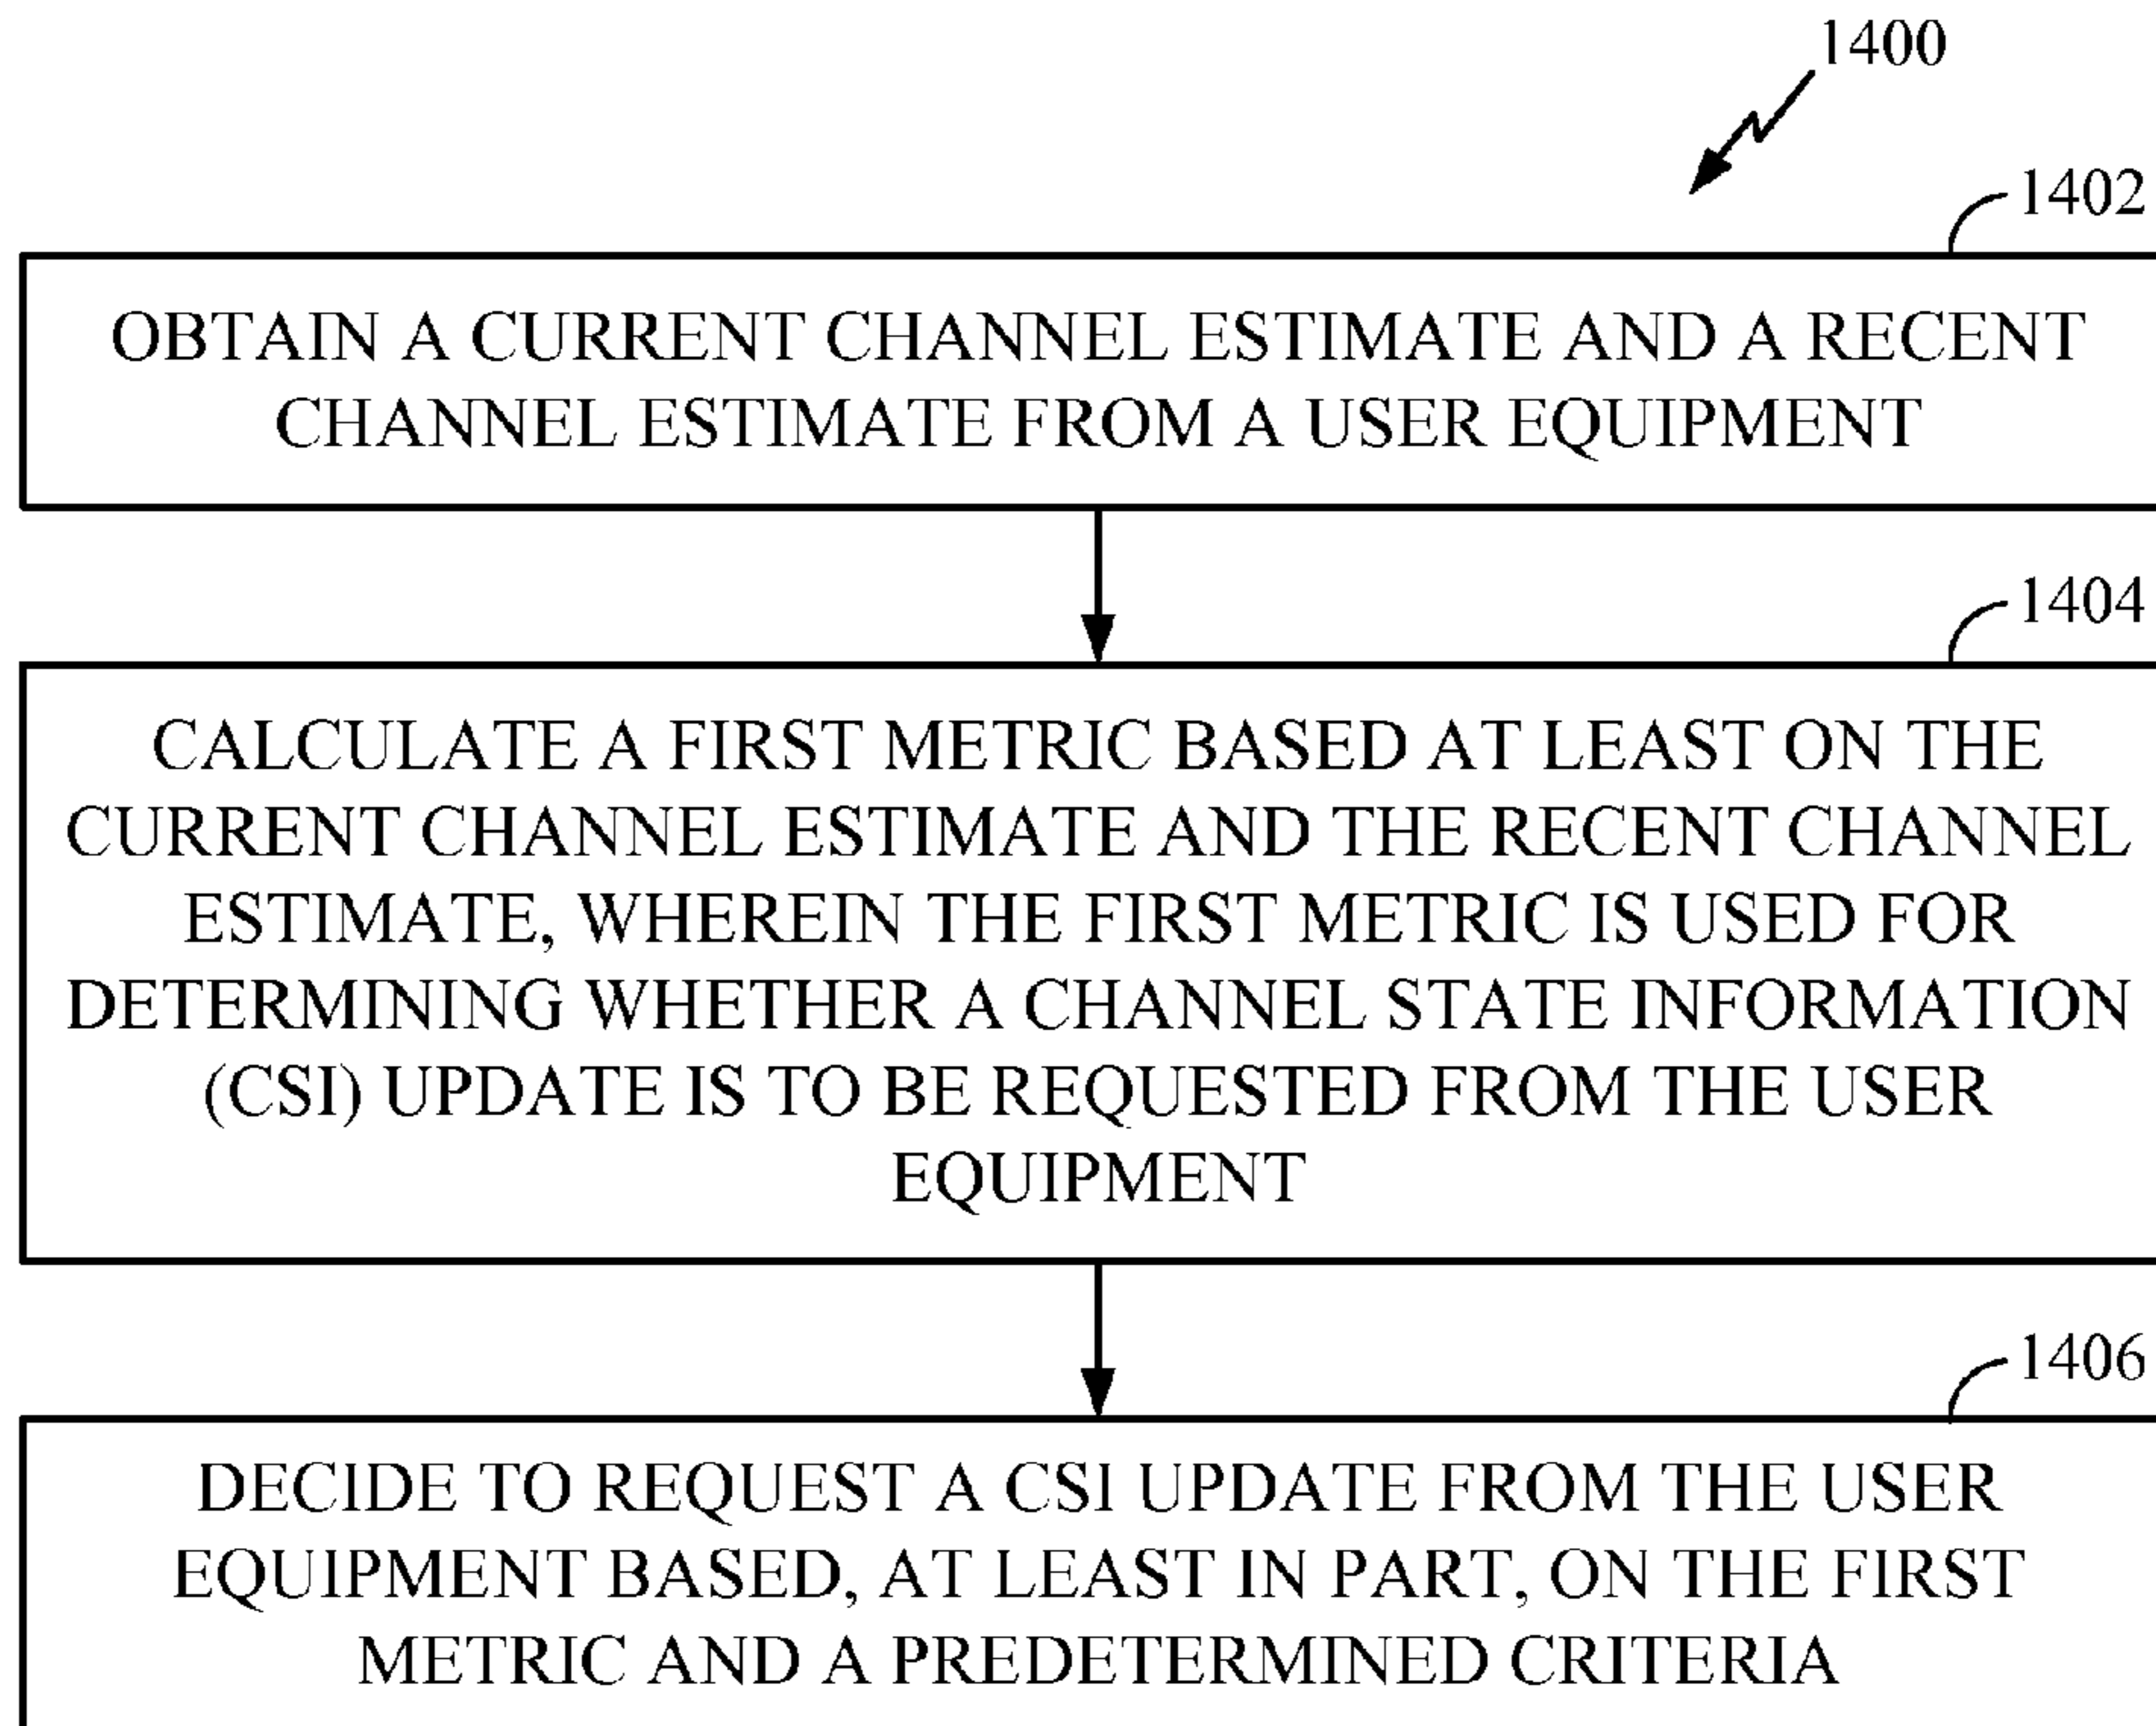 1400
1402
OBTAIN A CURRENT CHANNEL ESTIMATE AND A RECENT
CHANNEL ESTIMATE FROM A USER EQUIPMENT
1404
CALCULATE A FIRST METRIC BASED AT LEAST ON THE
CURRENT CHANNEL ESTIMATE AND THE RECENT CHANNEL
ESTIMATE, WHEREIN THE FIRST METRIC IS USED FOR
DETERMINING WHETHER A CHANNEL STATE INFORMATION
(CSI) UPDATE IS TO BE REQUESTED FROM THE USER
EQUIPMENT
1406
DECIDE TO REQUEST A CSI UPDATE FROM THE USER
EQUIPMENT BASED, AT LEAST IN PART, ON THE FIRST
METRIC AND A PREDETERMINED CRITERIA